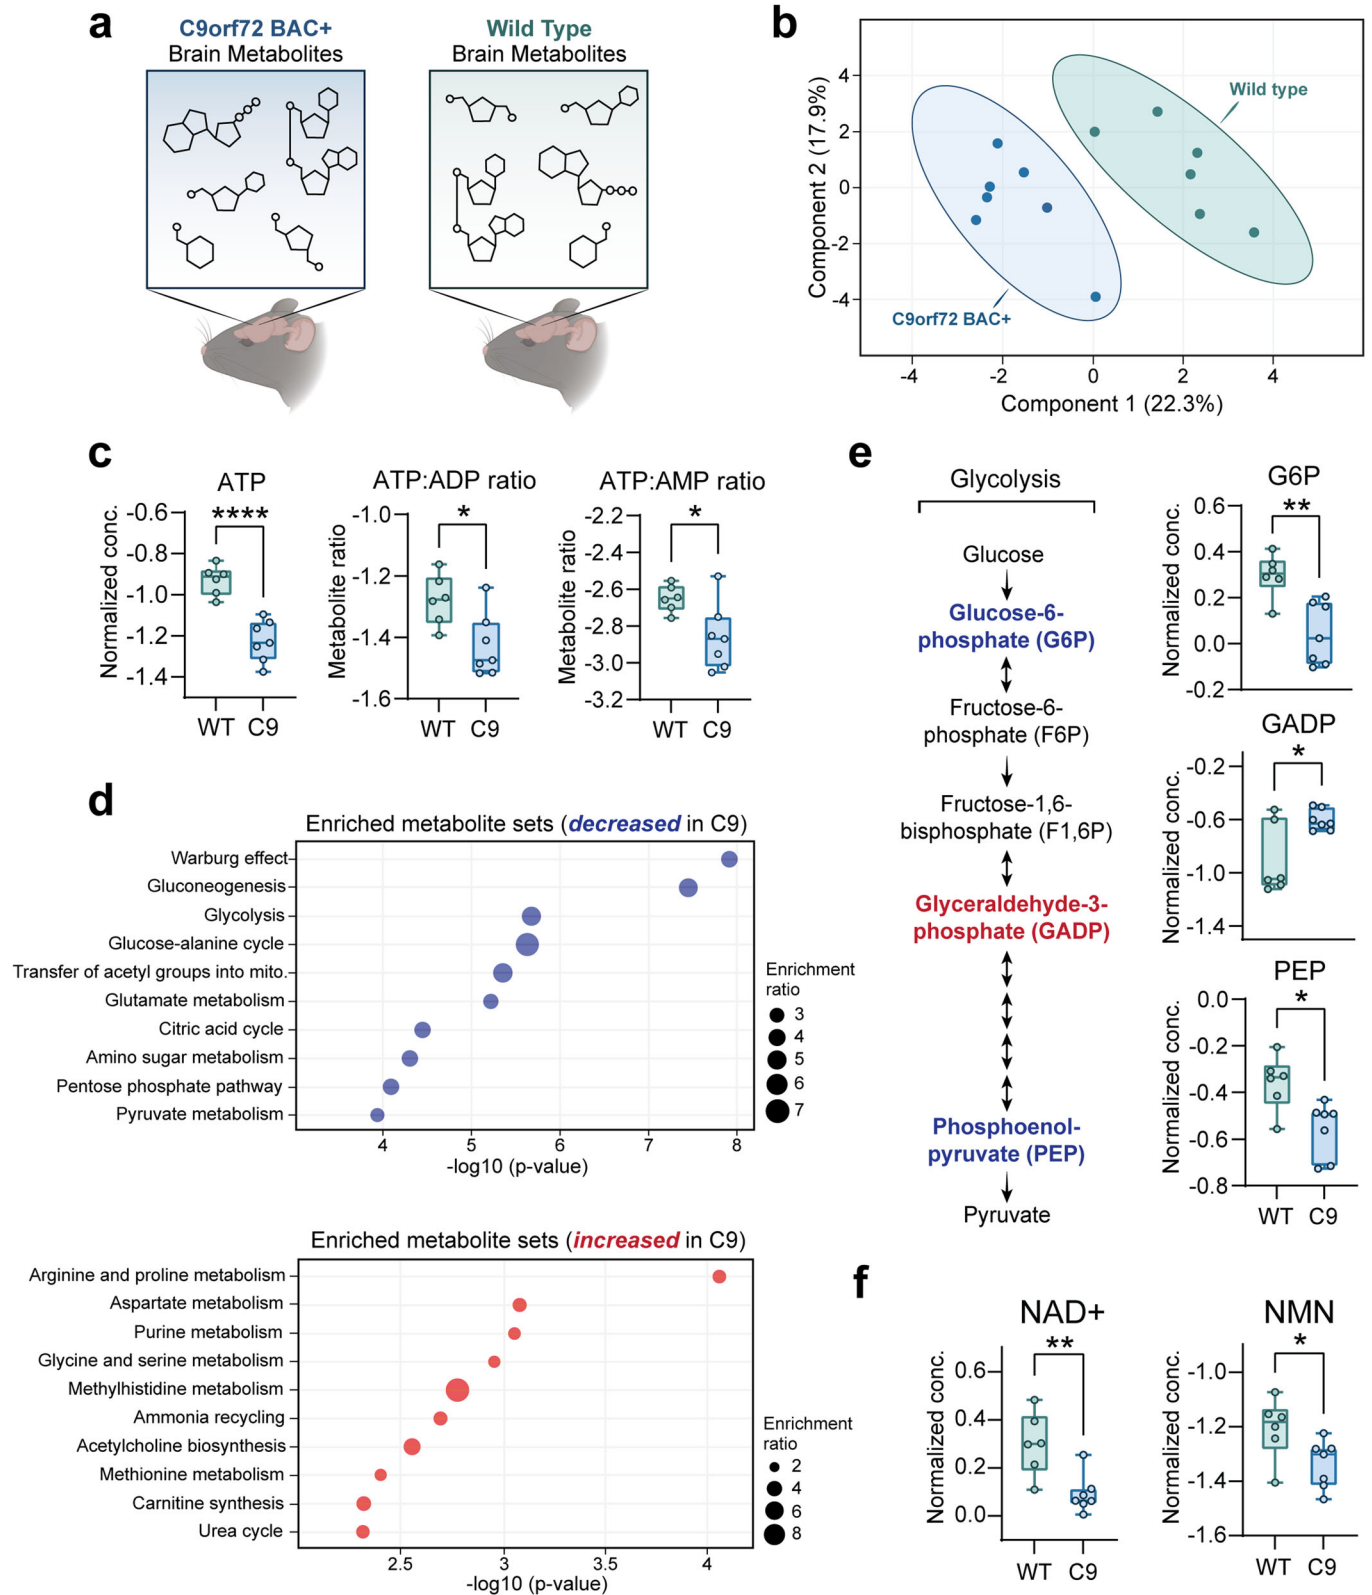 a
C9orf72 BAC+
Brain Metabolites
Wild Type
Brain Metabolites
b
Component 2 (17.9%)
4
2
0
-2
-4
Wild type
C9orf72 BAC+
-4
-2
0
2
4
Component 1 (22.3%)
c
ATP
****
Normalized conc.
-0.6
-0.8
-1.0
-1.2
-1.4
WT
C9
ATP:ADP ratio
*
Metabolite ratio
-1.0
-1.2
-1.4
-1.6
WT
C9
ATP:AMP ratio
*
Metabolite ratio
-2.2
-2.4
-2.6
-2.8
-3.0
-3.2
WT
C9
d
Enriched metabolite sets (decreased in C9)
Warburg effect
Gluconeogenesis
Glycolysis
Glucose-alanine cycle
Transfer of acetyl groups into mito.
Glutamate metabolism
Citric acid cycle
Amino sugar metabolism
Pentose phosphate pathway
Pyruvate metabolism
4
5
6
7
8
-log10 (p-value)
Enrichment
ratio
3
4
5
6
7
Enriched metabolite sets (increased in C9)
Arginine and proline metabolism
Aspartate metabolism
Purine metabolism
Glycine and serine metabolism
Methylhistidine metabolism
Ammonia recycling
Acetylcholine biosynthesis
Methionine metabolism
Carnitine synthesis
Urea cycle
2.5
3
3.5
4
-log10 (p-value)
Enrichment
ratio
2
4
6
8
e
Glycolysis
Glucose
Glucose-6-
phosphate (G6P)
Fructose-6-
phosphate (F6P)
Fructose-1,6-
bisphosphate (F1,6P)
Glyceraldehyde-3-
phosphate (GADP)
Phosphoenol-
pyruvate (PEP)
Pyruvate
G6P
**
Normalized conc.
0.6
0.4
0.2
0.0
-0.2
GADP
*
Normalized conc.
-0.2
-0.6
-1.0
-1.4
PEP
*
Normalized conc.
0.0
-0.2
-0.4
-0.6
-0.8
WT
C9
f
NAD+
**
Normalized conc.
0.6
0.4
0.2
0.0
WT
C9
NMN
*
Normalized conc.
-1.0
-1.2
-1.4
-1.6
WT
C9